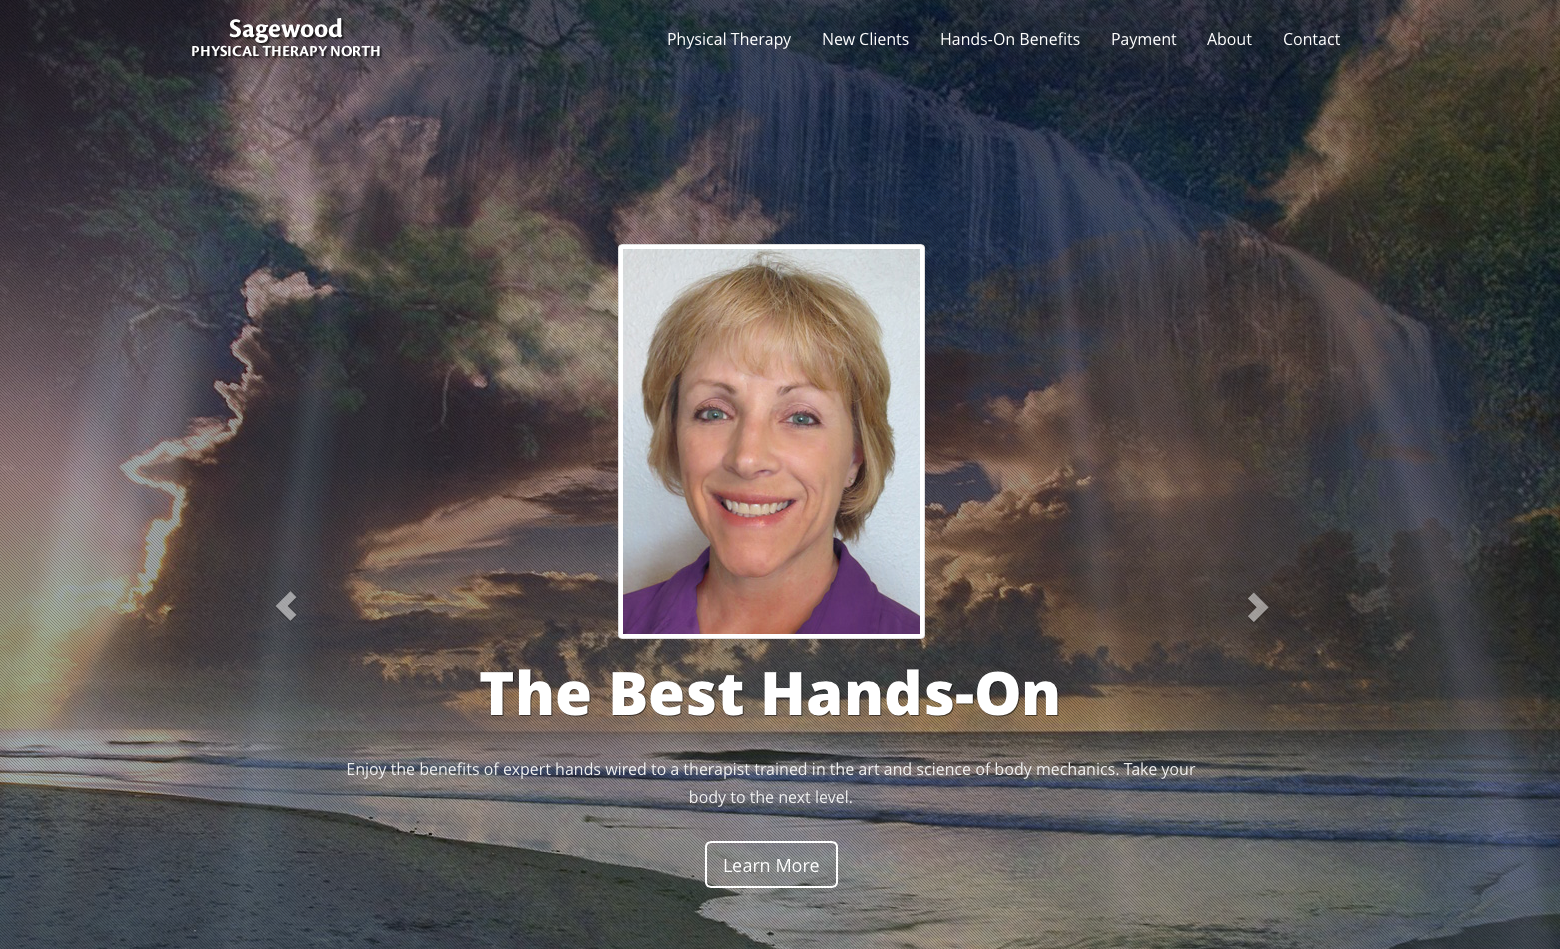 Sagewood
PHYSICAL THERAPY NORTH
Physical Therapy
New Clients
Hands-On Benefits
Payment
About
Contact
The Best Hands-On
Enjoy the benefits of expert hands wired to a therapist trained in the art and science of body mechanics. Take your
body to the next level.
Learn More